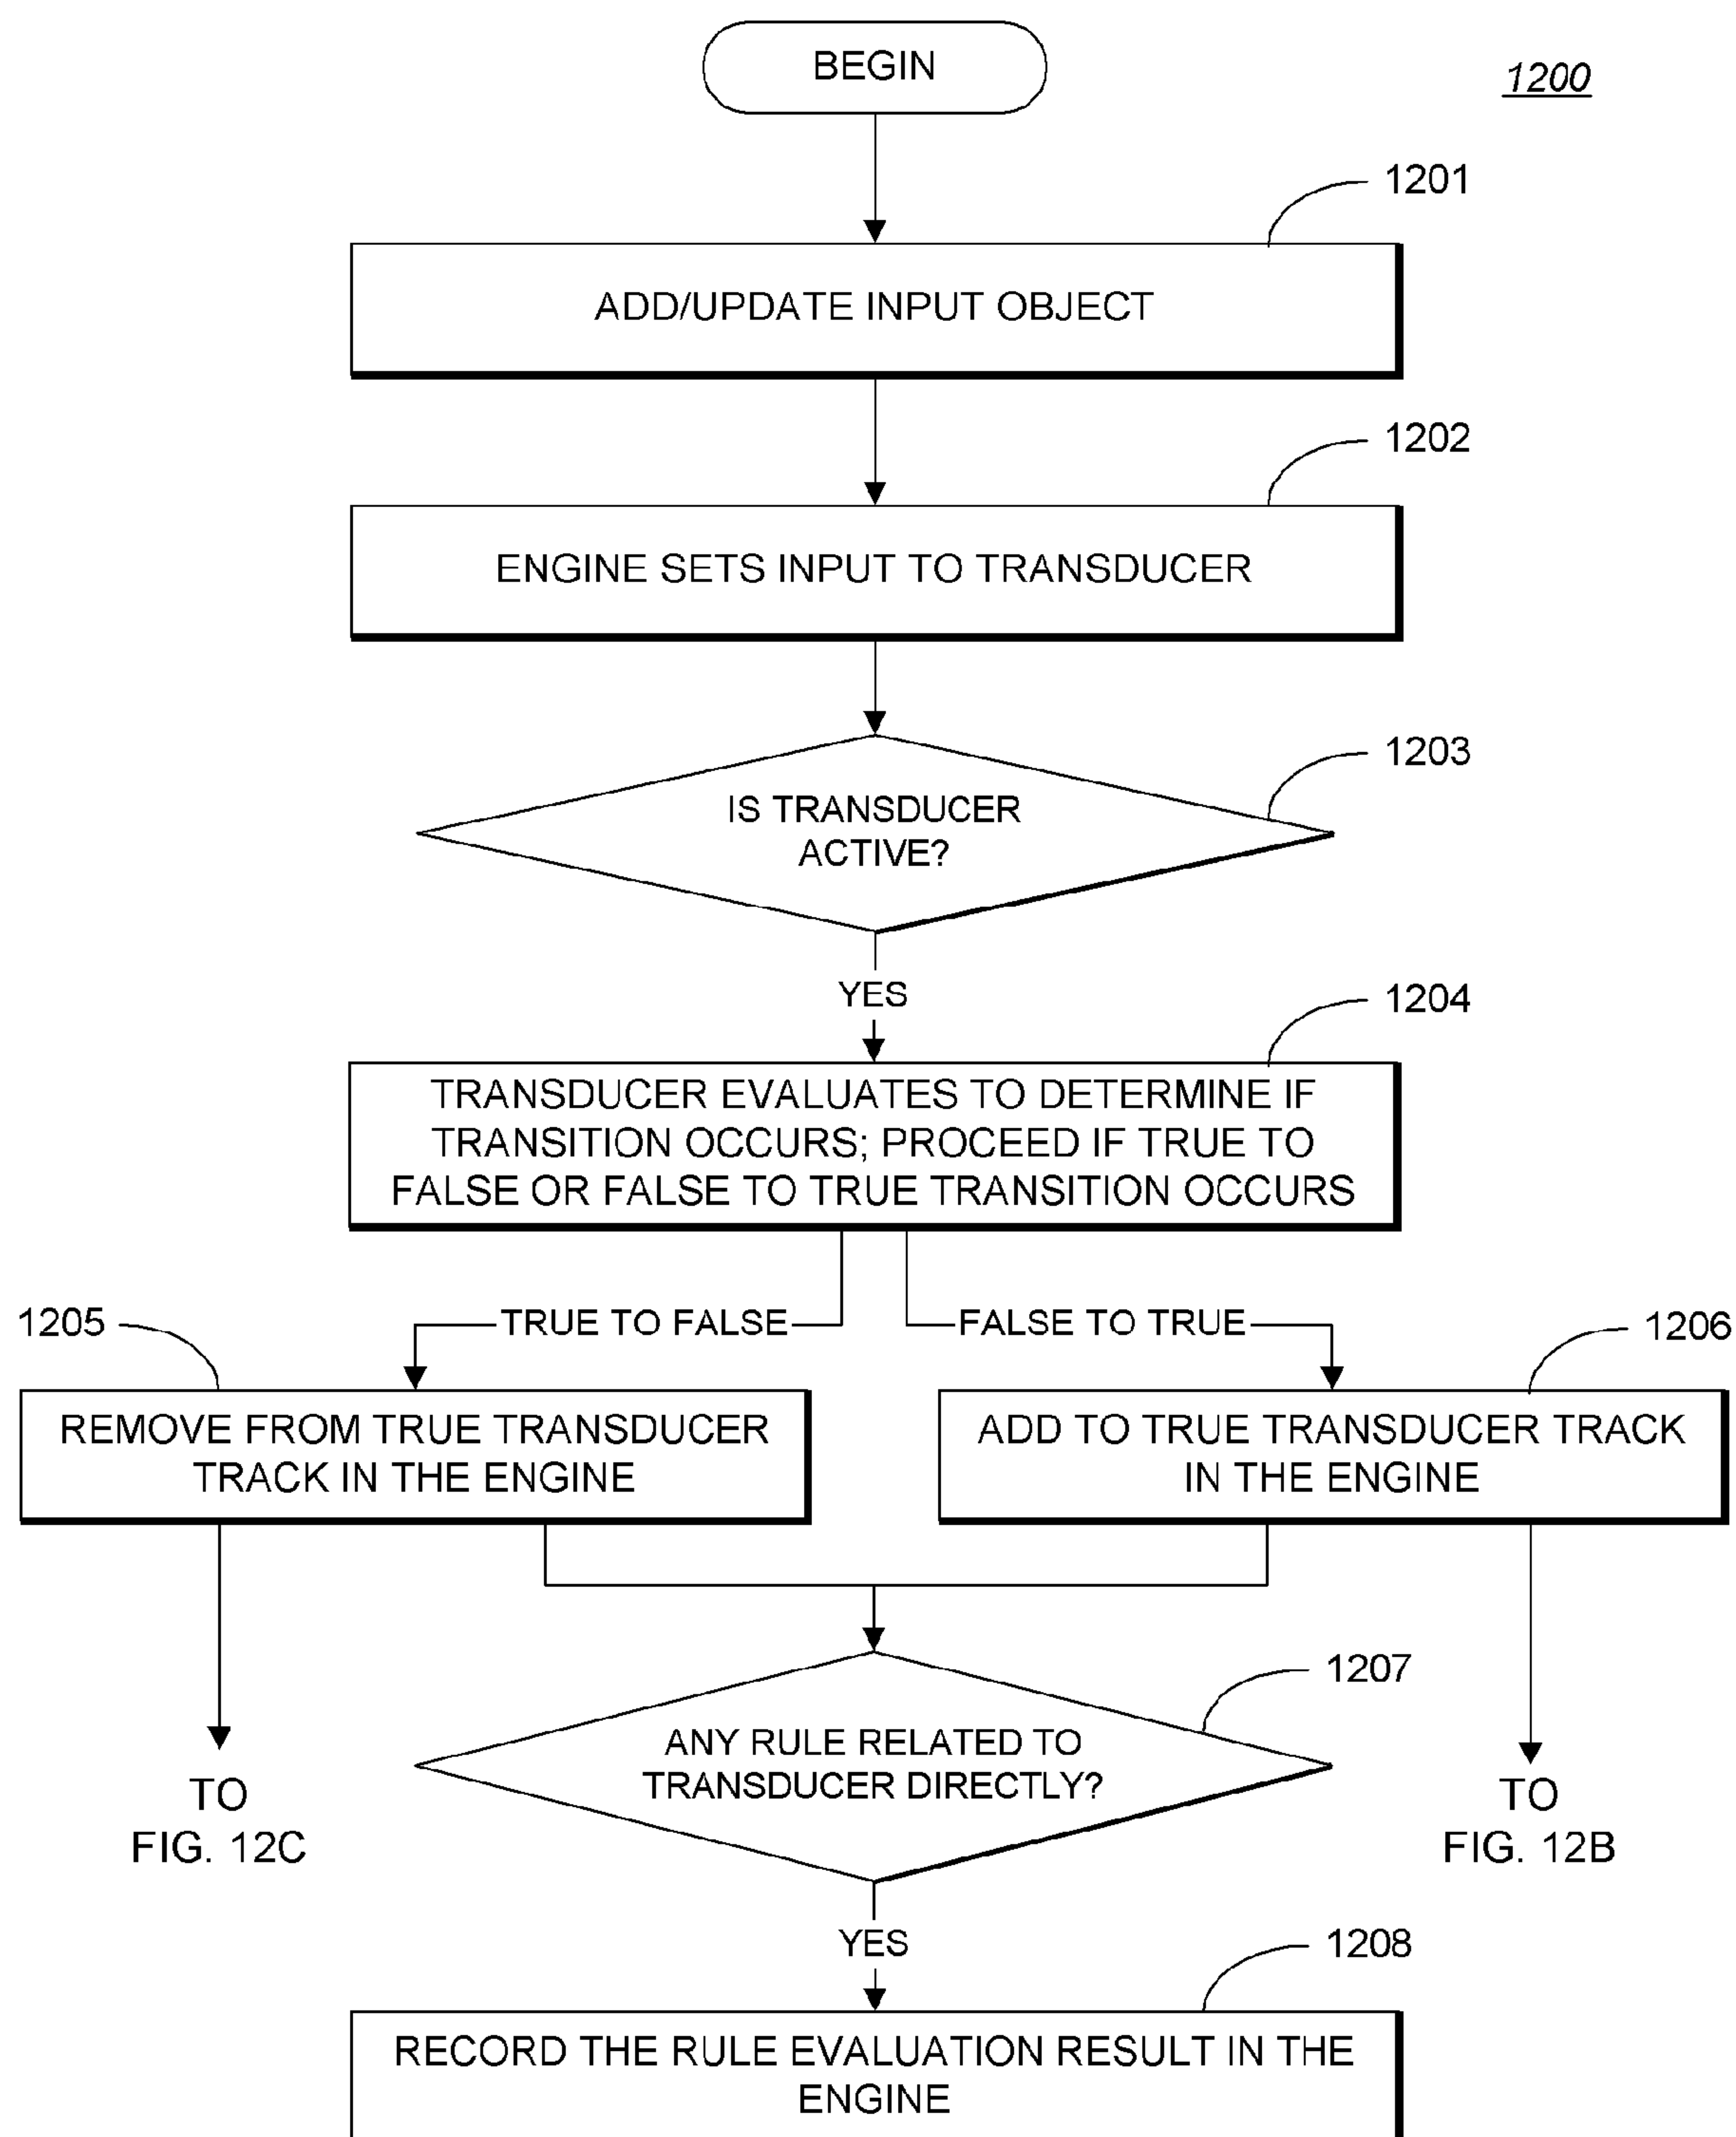 BEGIN
1200
1201
ADD/UPDATE INPUT OBJECT
1202
ENGINE SETS INPUT TO TRANSDUCER
1203
IS TRANSDUCER
ACTIVE?
YES
1204
TRANSDUCER EVALUATES TO DETERMINE IF
TRANSITION OCCURS; PROCEED IF TRUE TO
FALSE OR FALSE TO TRUE TRANSITION OCCURS
1205
TRUE TO FALSE
FALSE TO TRUE
1206
REMOVE FROM TRUE TRANSDUCER
TRACK IN THE ENGINE
ADD TO TRUE TRANSDUCER TRACK
IN THE ENGINE
1207
ANY RULE RELATED TO
TRANSDUCER DIRECTLY?
TO
FIG. 12C
TO
FIG. 12B
YES
1208
RECORD THE RULE EVALUATION RESULT IN THE
ENGINE